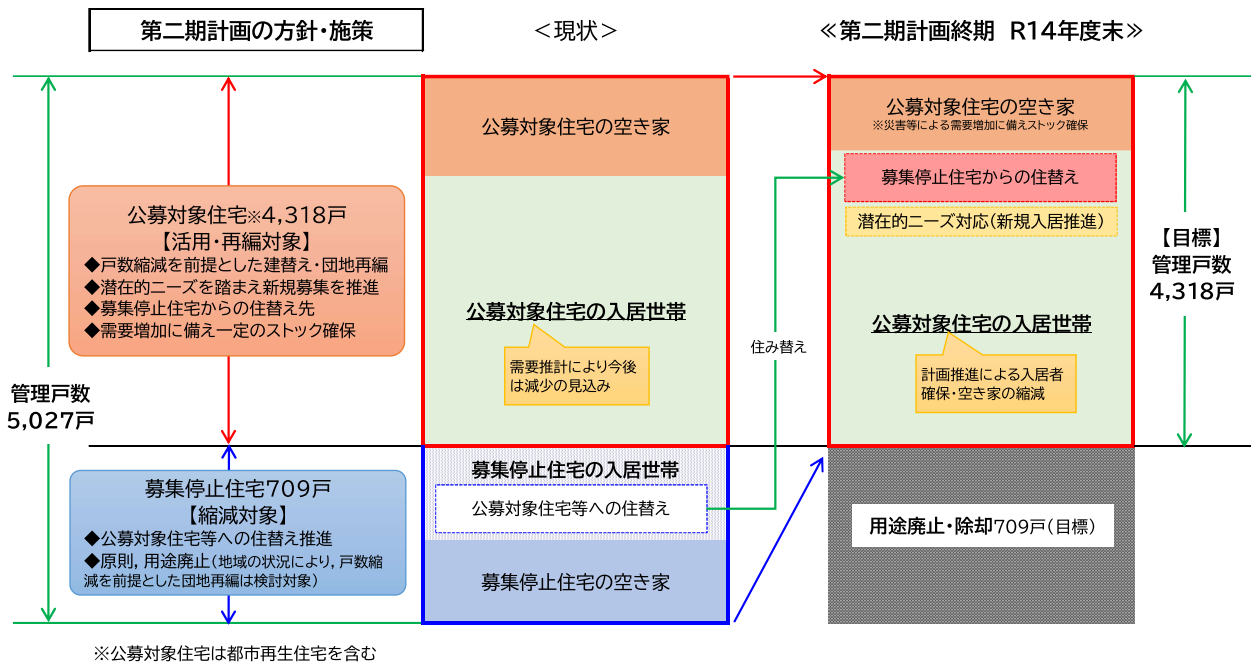 第二期計画の方針・施策
＜現状＞
≪第二期計画終期　R14年度末≫
管理戸数
5,027戸
公募対象住宅※4,318戸
【活用・再編対象】
◆戸数縮減を前提とした建替え・団地再編
◆潜在的ニーズを踏まえ新規募集を推進
◆募集停止住宅からの住替え先
◆需要増加に備え一定のストック確保
募集停止住宅709戸
【縮減対象】
◆公募対象住宅等への住替え推進
◆原則，用途廃止（地域の状況により，戸数縮
減を前提とした団地再編は検討対象）
公募対象住宅の空き家
公募対象住宅の入居世帯
需要推計により今後
は減少の見込み
募集停止住宅の入居世帯
公募対象住宅等への住替え
募集停止住宅の空き家
住み替え
公募対象住宅の空き家
※災害等による需要増加に備えストック確保
募集停止住宅からの住替え
潜在的ニーズ対応（新規入居推進）
公募対象住宅の入居世帯
計画推進による入居者
確保・空き家の縮減
用途廃止・除却709戸（目標）
【目標】
管理戸数
4,318戸
※公募対象住宅は都市再生住宅を含む